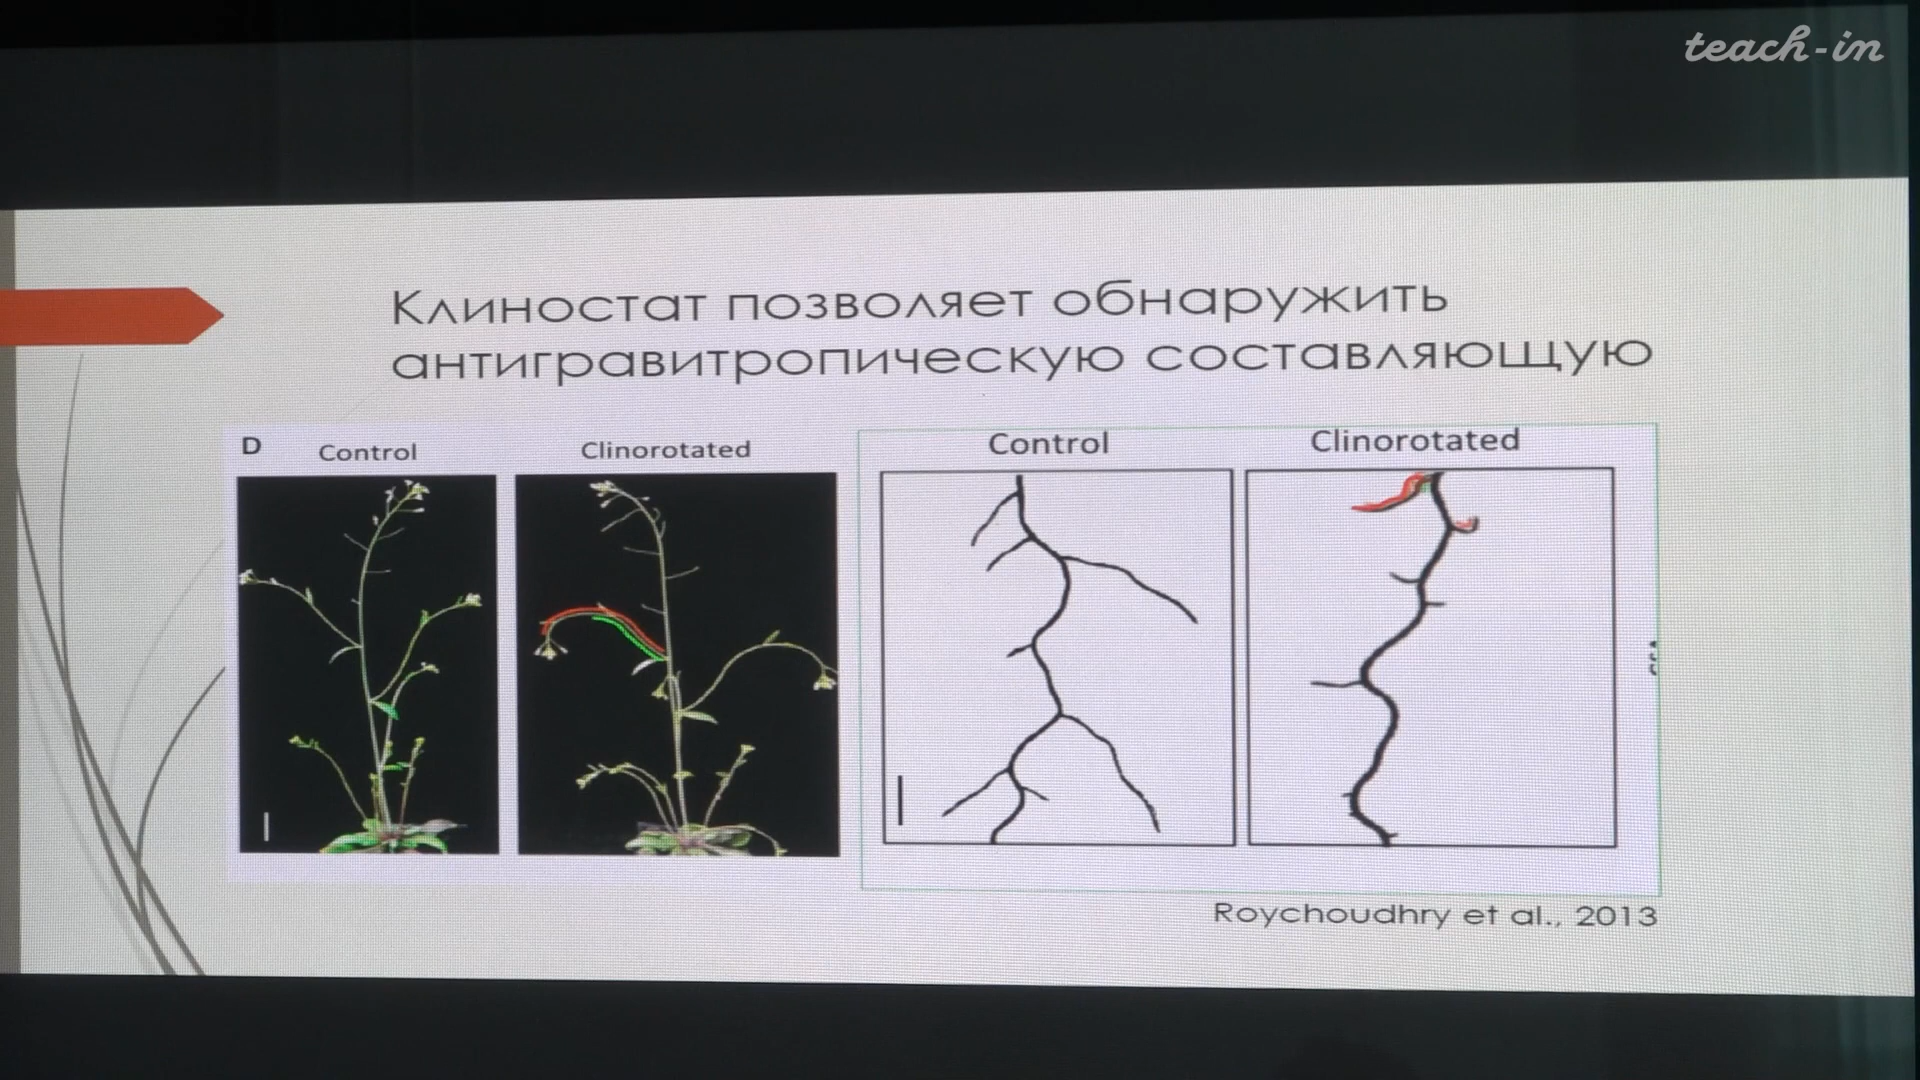 teach-in
Клиностат позволяет обнаружить
антигравитропическую составляющую
D
Control
Clinorotated
Control
Clinorotated
Roychoudhry et al., 2013